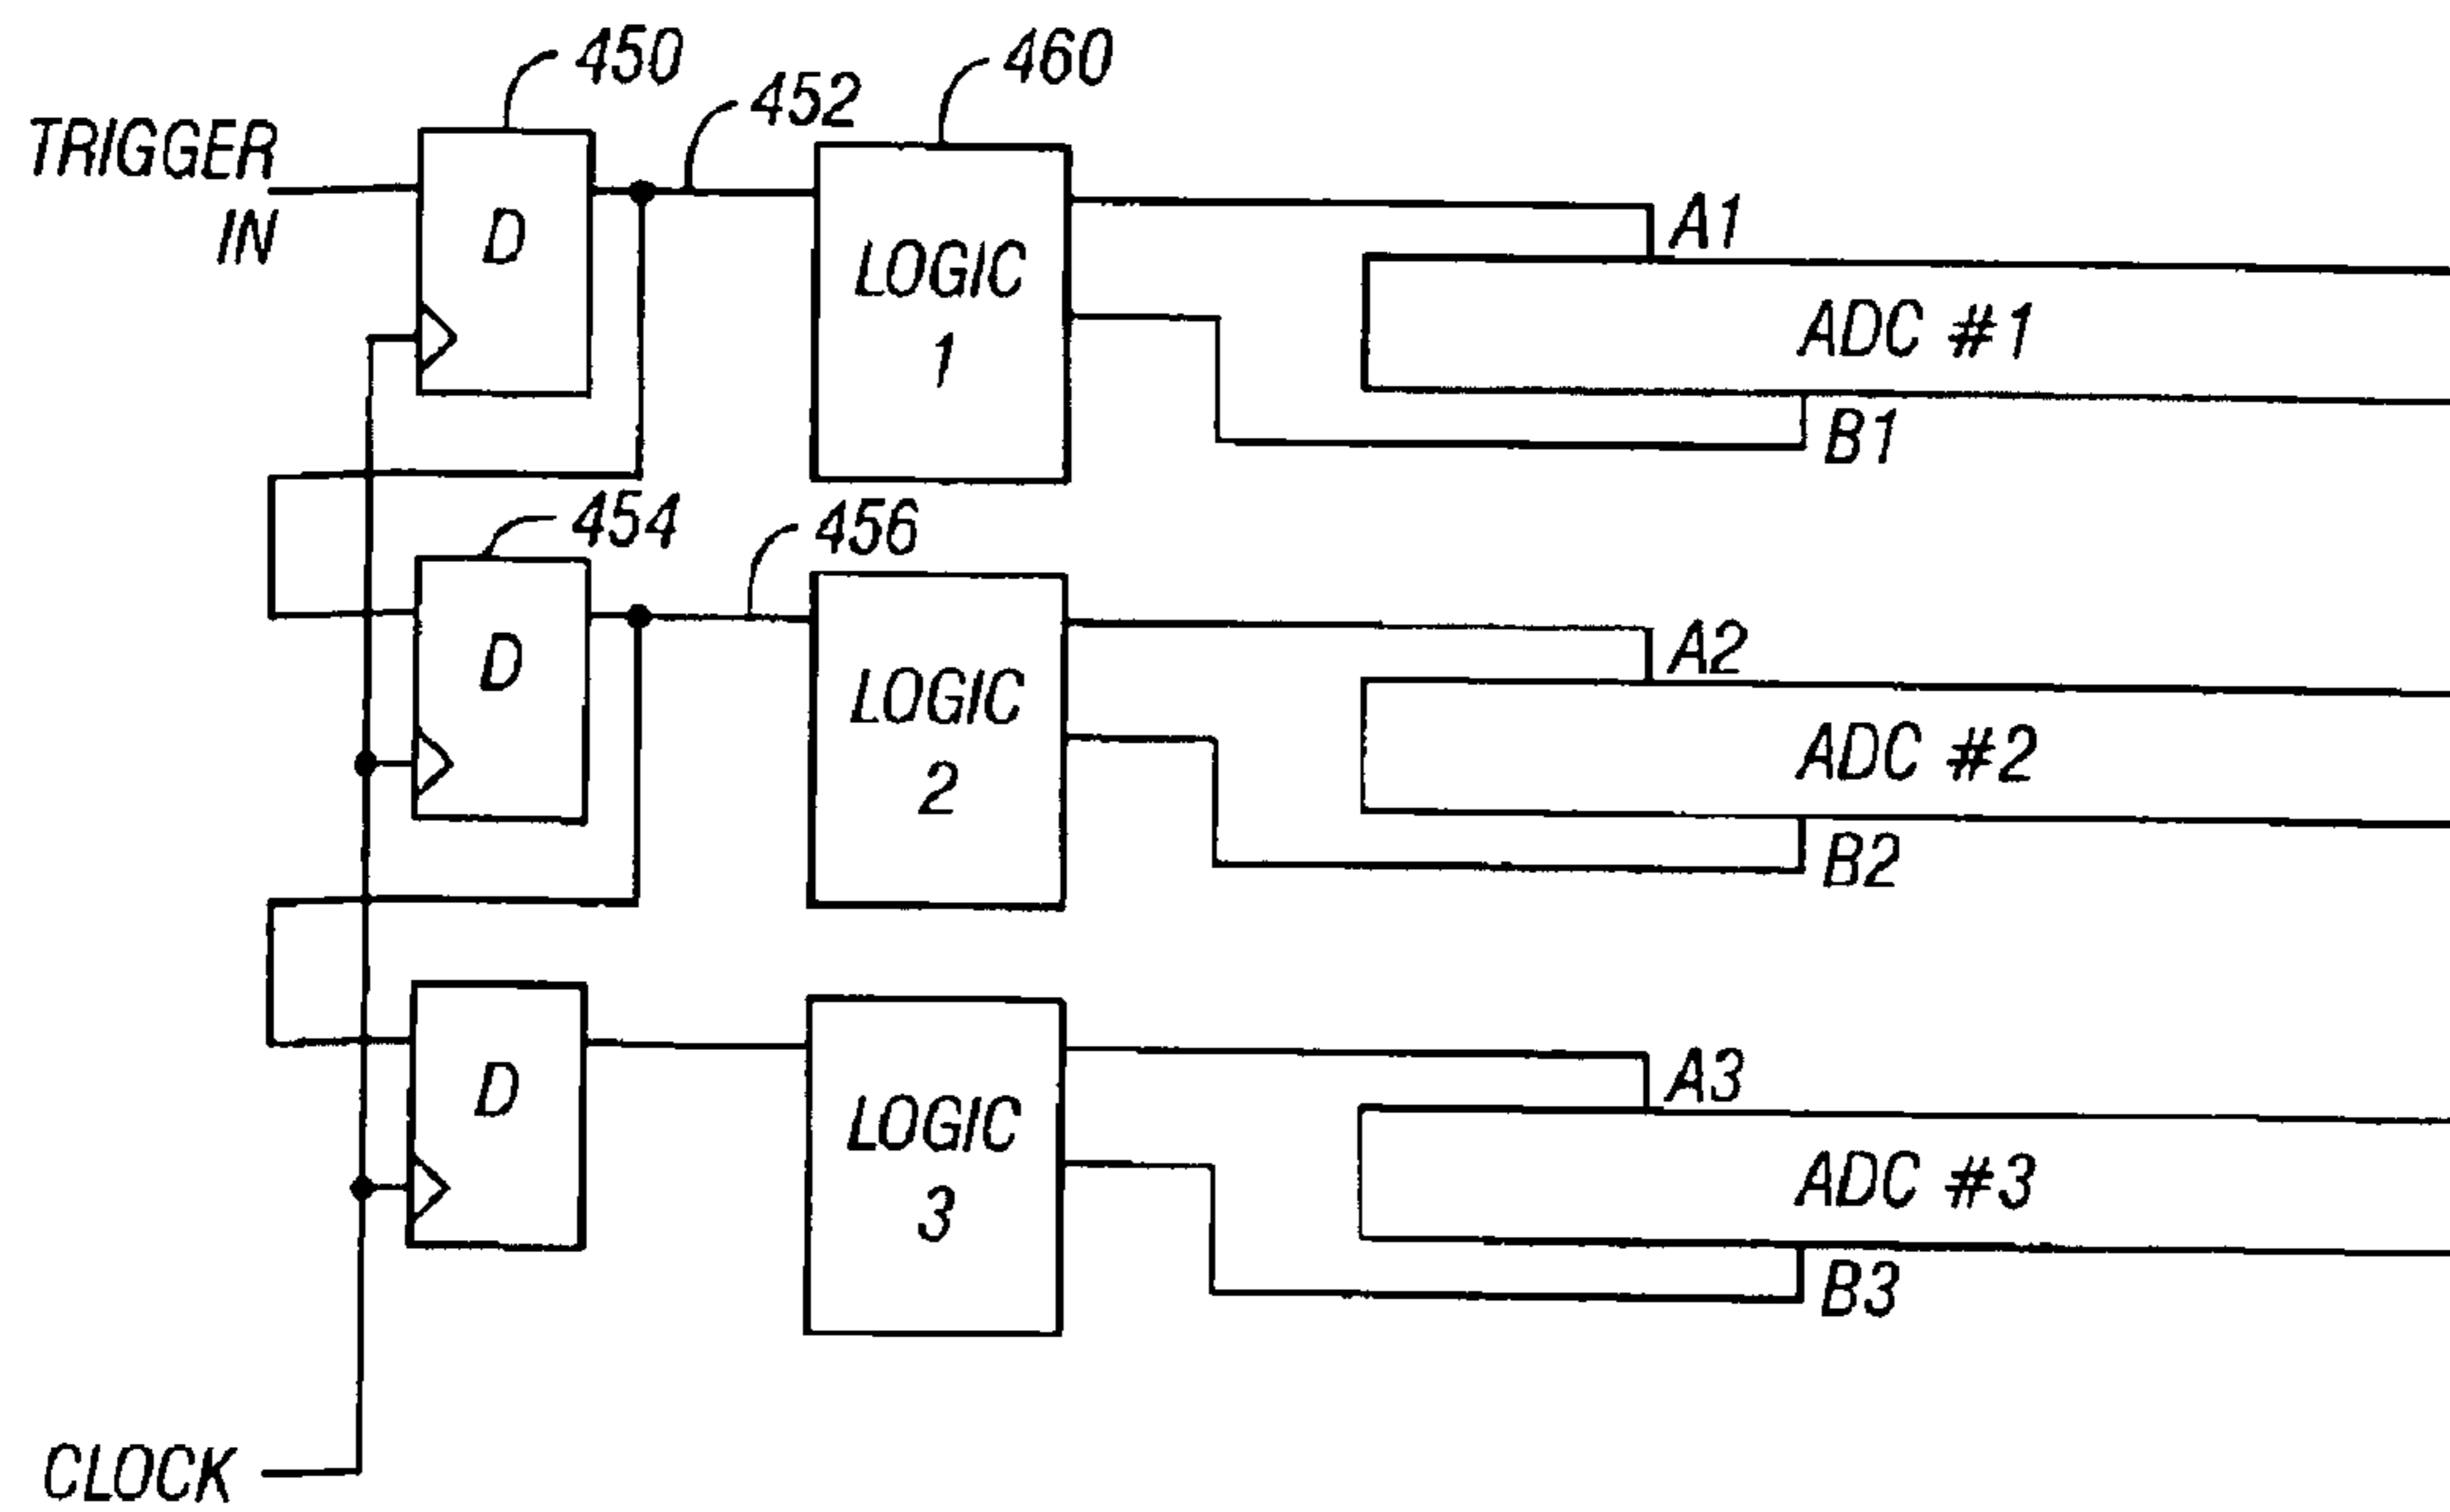 450
460
452
TRIGGER
IN
D
LOGIC
1
A1
ADC #1
B1
454
456
D
LOGIC
2
A2
ADC #2
B2
D
LOGIC
3
A3
ADC #3
B3
CLOCK